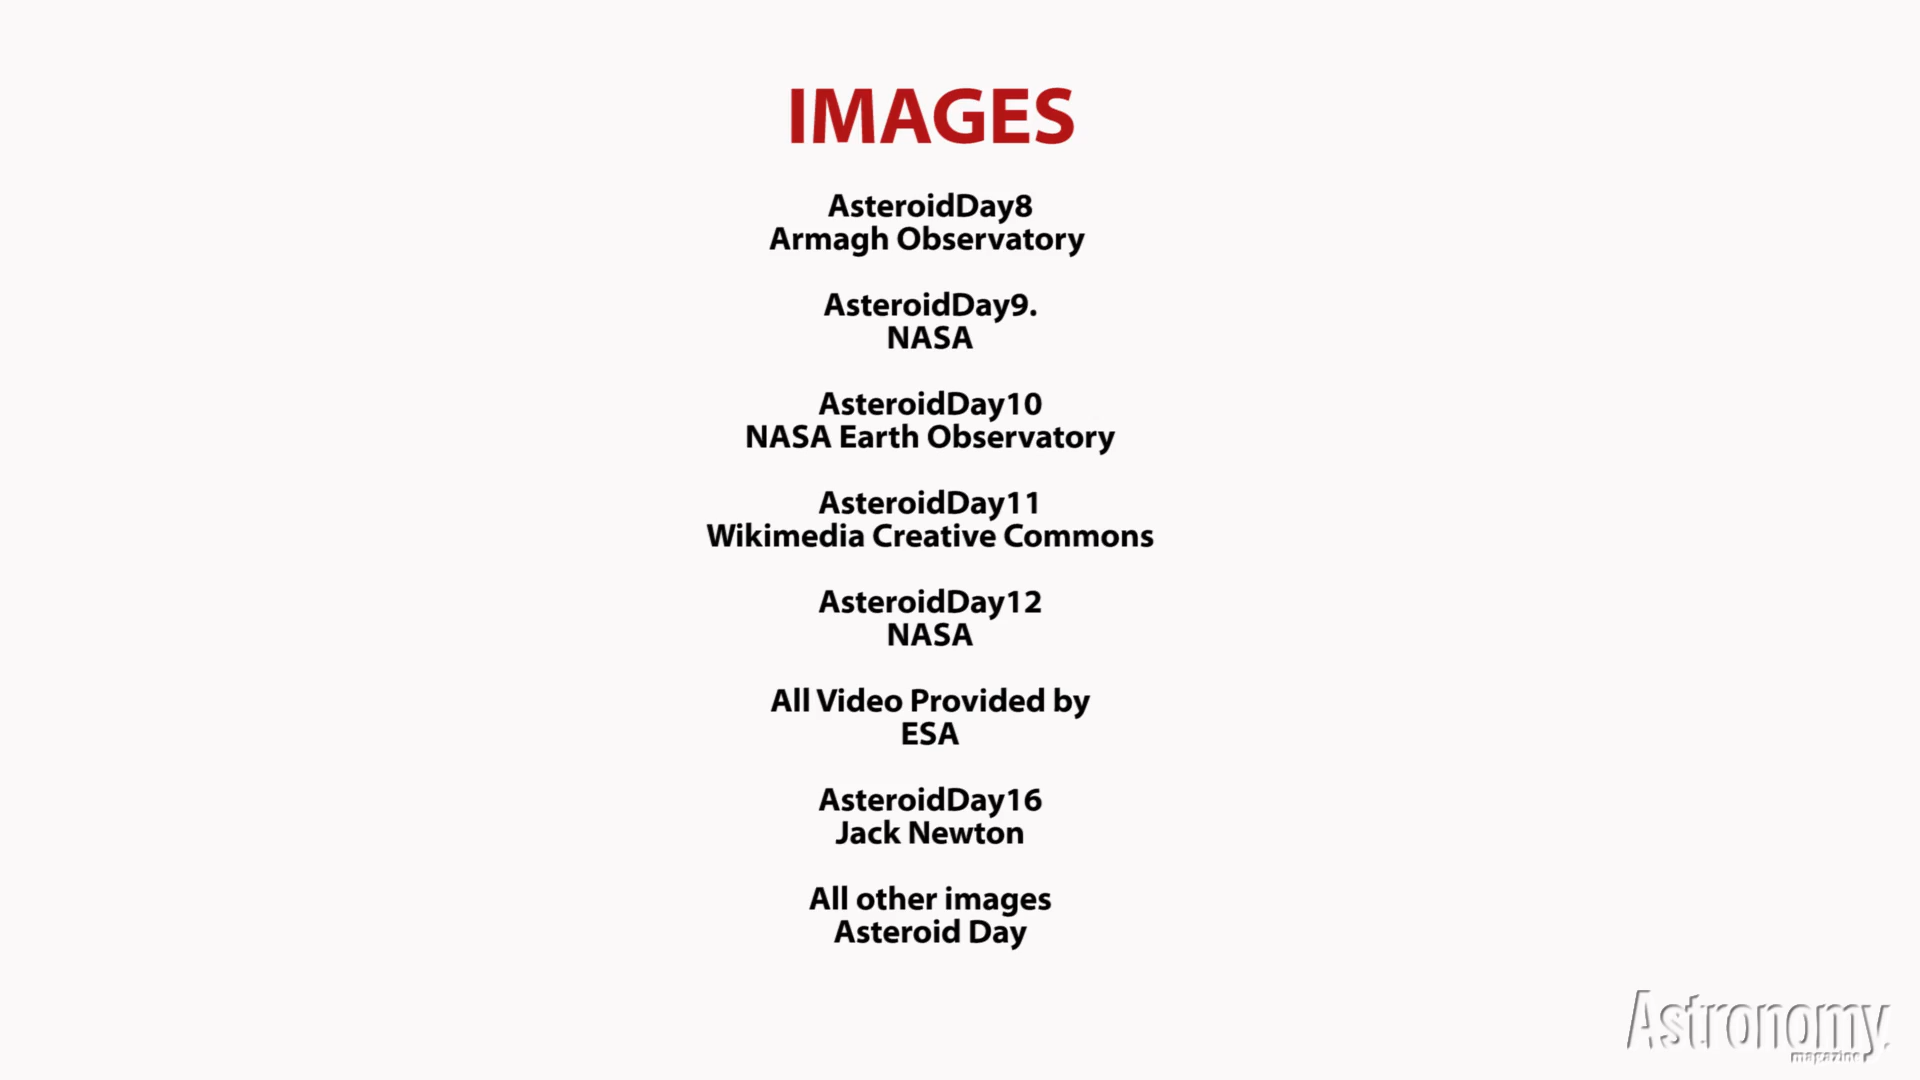 IMAGES
AsteroidDay8
Armagh Observatory
AsteroidDay9.
NASA
AsteroidDay10
NASA Earth Observatory
AsteroidDay11
Wikimedia Creative Commons
AsteroidDay12
NASA
All Video Provided by
ESA
AsteroidDay16
Jack Newton
All other images
Asteroid Day
Astronomy
magazine